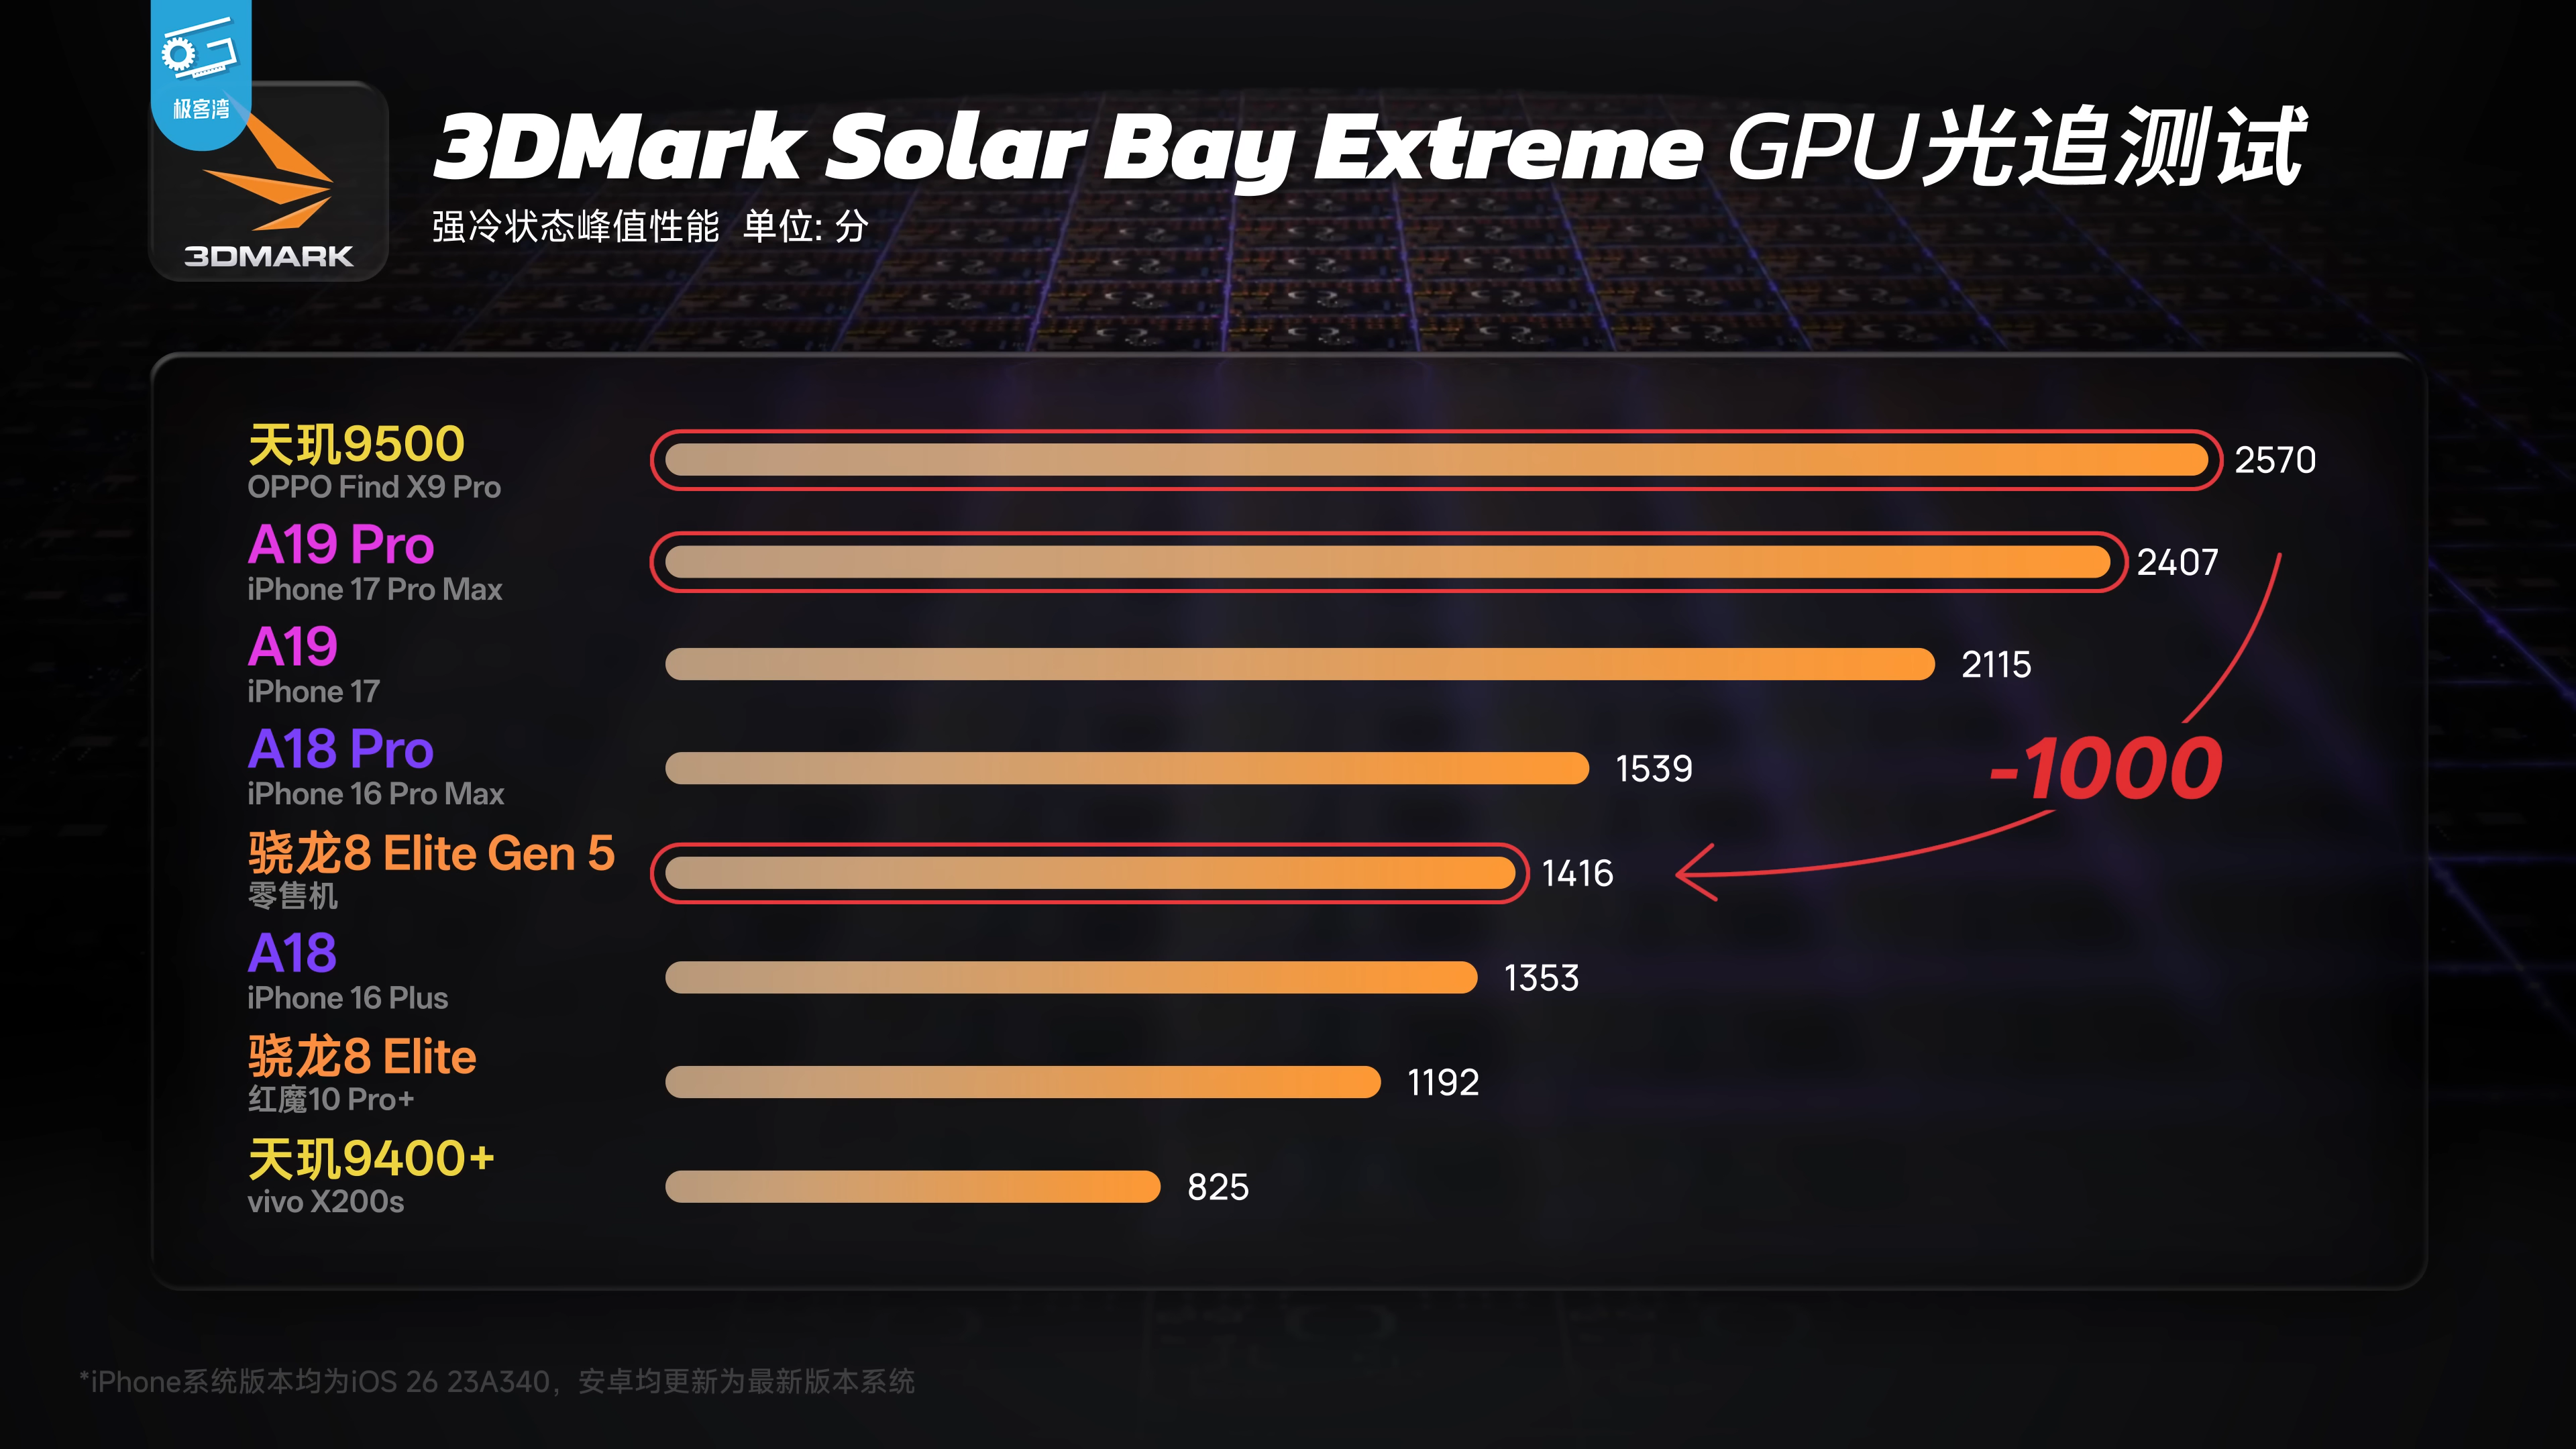 极客湾
3DMARK
3DMark Solar Bay Extreme GPU光追测试
强冷状态峰值性能 单位: 分
天玑9500
OPPO Find X9 Pro
2570
A19 Pro
iPhone 17 Pro Max
2407
A19
iPhone 17
2115
A18 Pro
iPhone 16 Pro Max
1539
-1000
骁龙8 Elite Gen 5
零售机
1416
A18
iPhone 16 Plus
1353
骁龙8 Elite
红魔10 Pro+
1192
天玑9400+
vivo X200s
825
*iPhone系统版本均为iOS 26 23A340，安卓均更新为最新版本系统